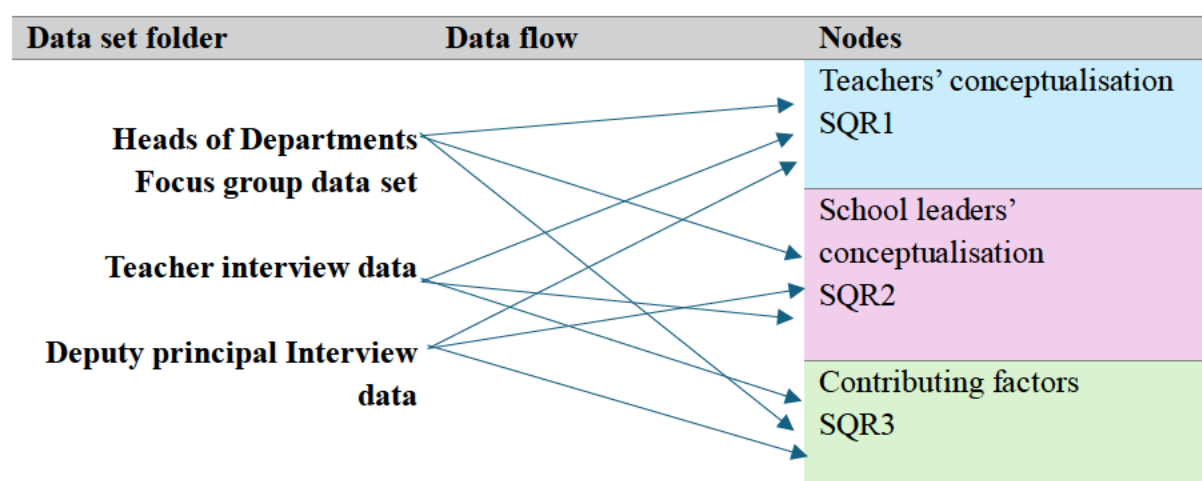 Data set folder
Data flow
Nodes
Heads of Departments
Focus group data set
Teacher interview data
Deputy principal Interview
data
Teachers’ conceptualisation
SQR1
School leaders’
conceptualisation
SQR2
Contributing factors
SQR3